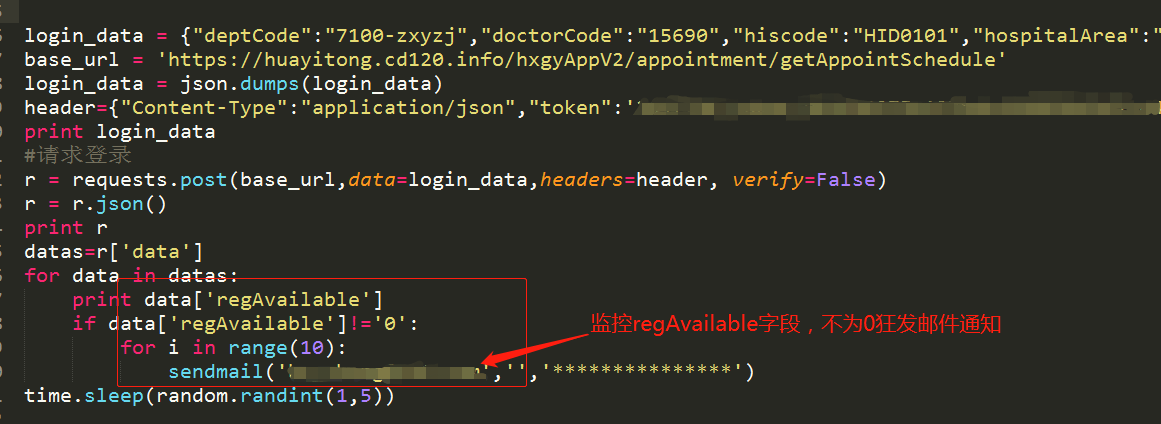 login_data = {"deptCode":"7100-zxyzj","doctorCode":"15690","hiscode":"HID0101","hospitalArea":"
base_url = 'https://huayitong.cd120.info/hxgyAppV2/appointment/getAppointSchedule'
login_data = json.dumps(login_data)
header={"Content-Type":"application/json","token":'
print login_data
#请求登录
r = requests.post(base_url,data=login_data,headers=header, verify=False)
r = r.json()
print r
datas=r['data']
for data in datas:
print data['regAvailable']
if data['regAvailable']!='0':
监控regAvailable字段，不为0狂发邮件通知
for i in range(10):
sendmail('','','***************')
time.sleep(random.randint(1,5))